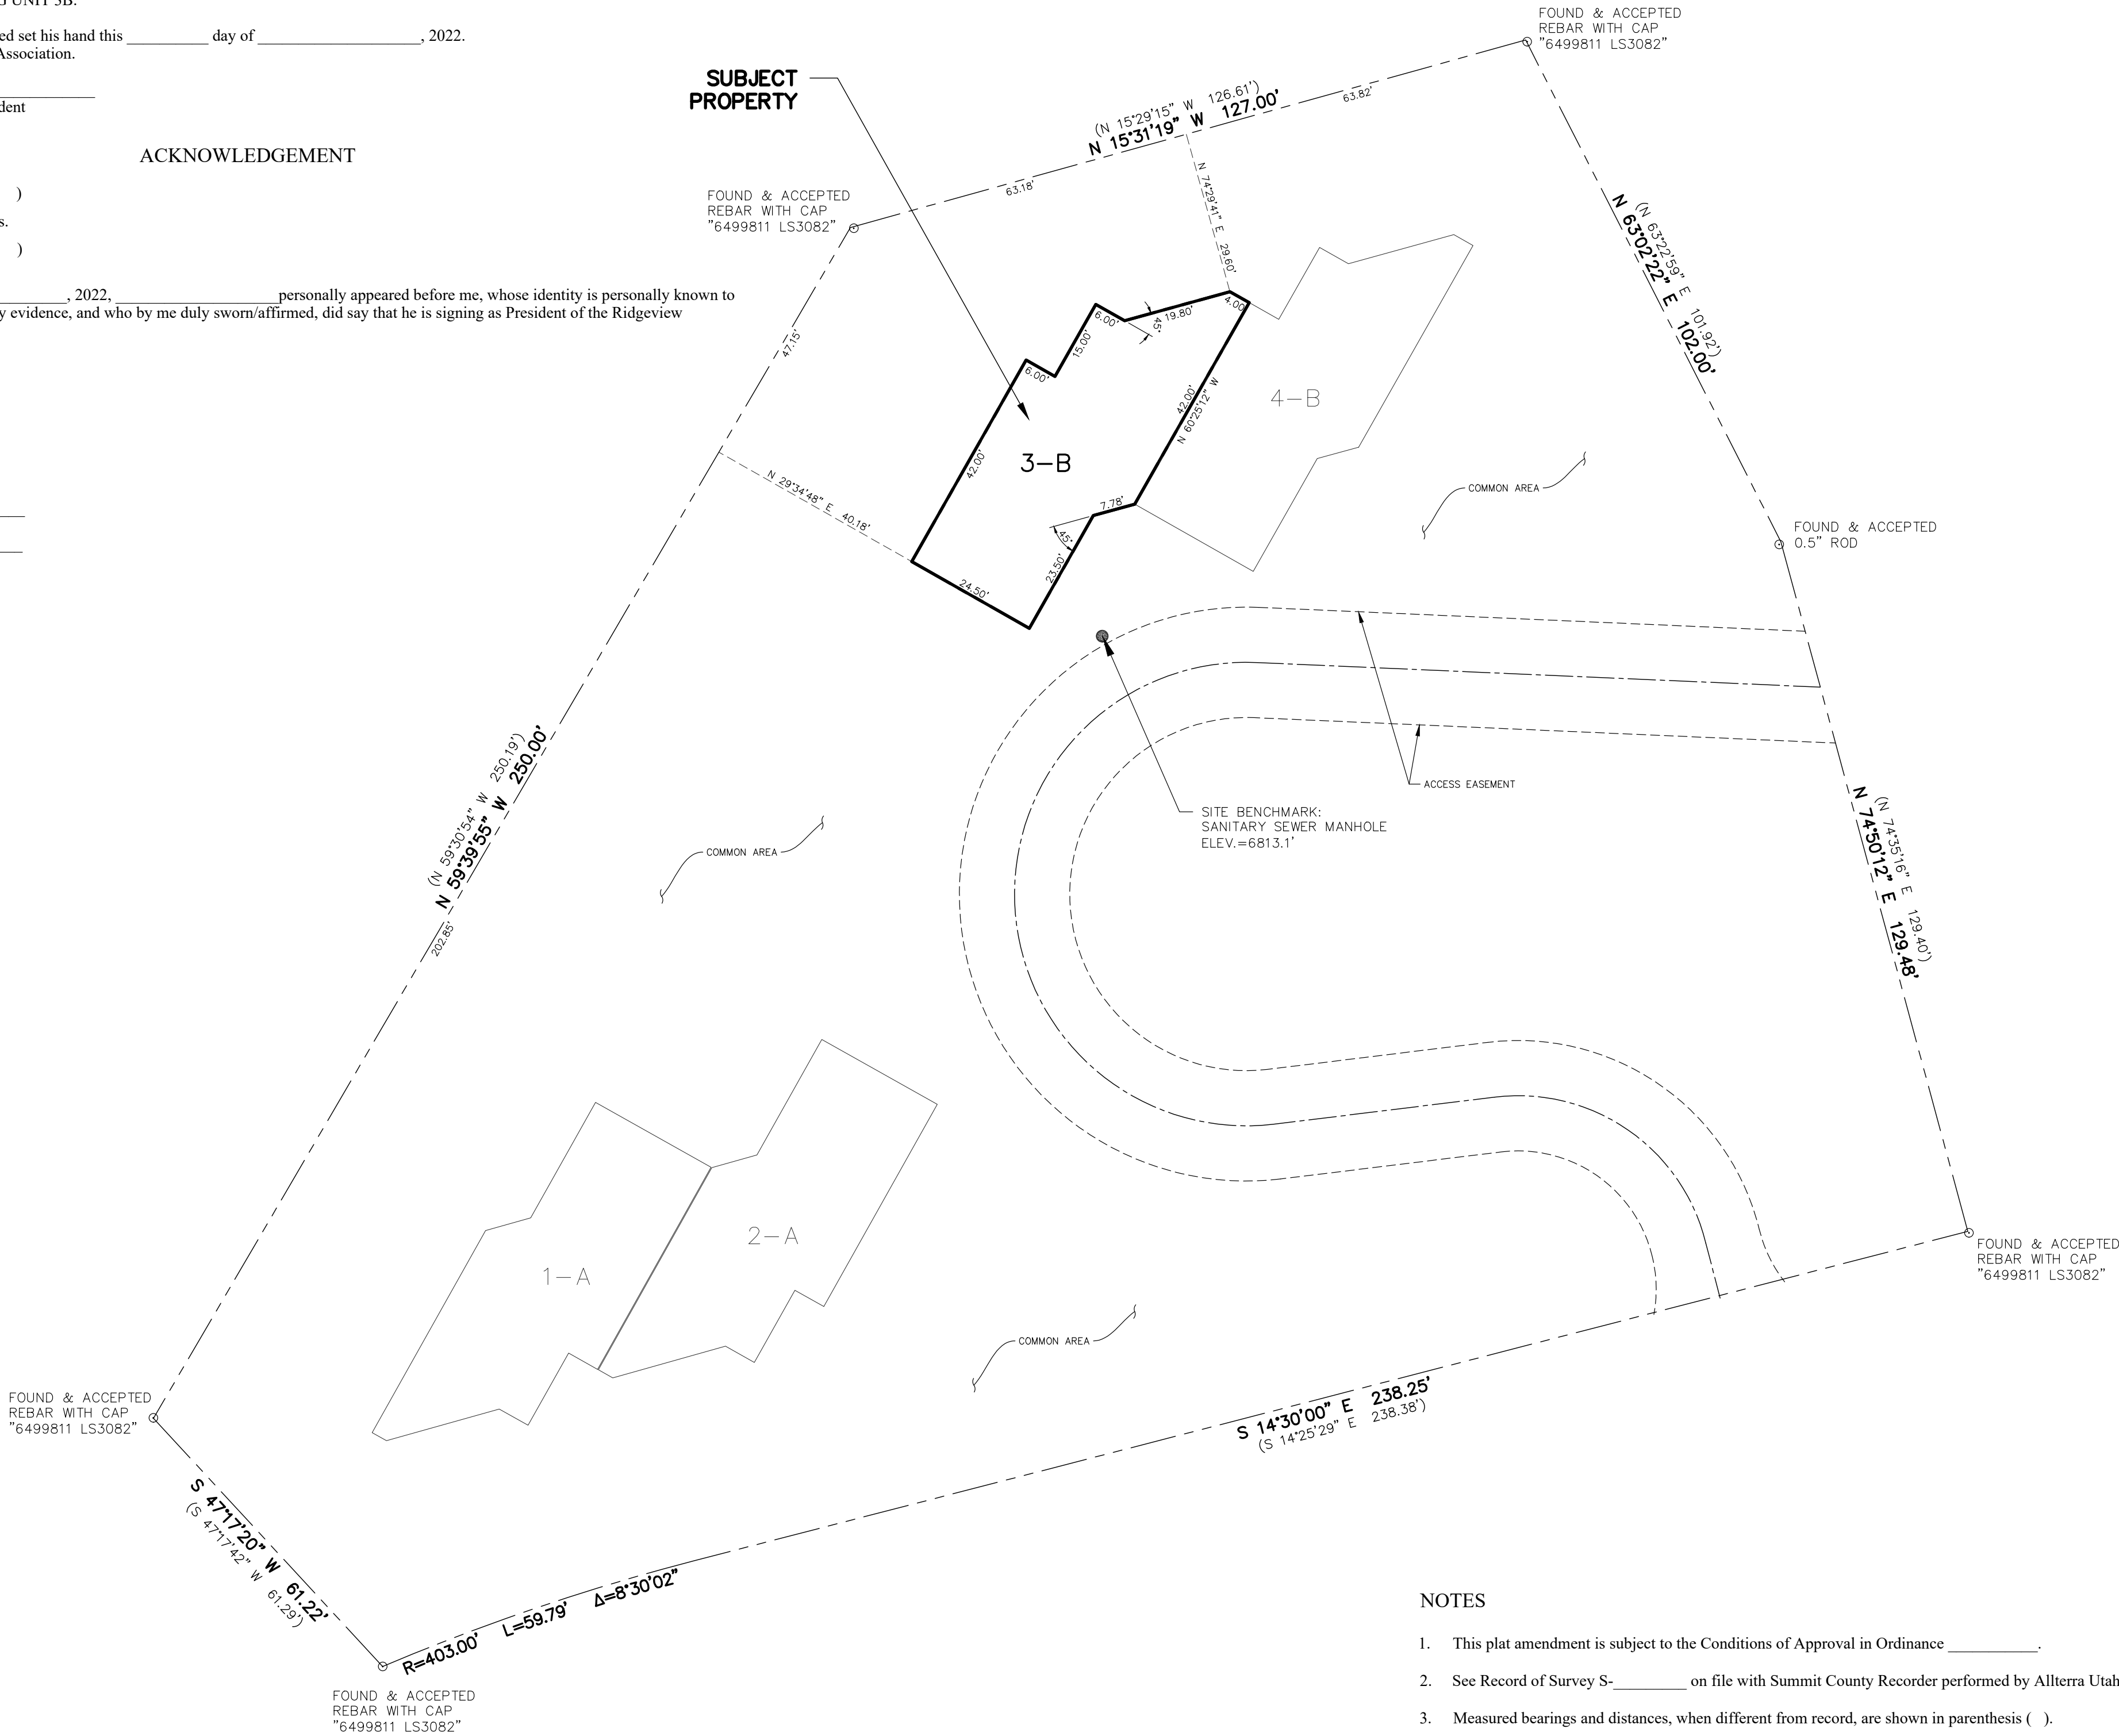 G UNIT 3B.
ed set his hand this __________ day of ____________________, 2022.
Association.
dent
ACKNOWLEDGEMENT
)
s.
)
_________, 2022, ____________________personally appeared before me, whose identity is personally known to
y evidence, and who by me duly sworn/affirmed, did say that he is signing as President of the Ridgeview
SUBJECT
PROPERTY
FOUND & ACCEPTED
REBAR WITH CAP
"6499811 LS3082"
(N 15°29'15" W 126.61')
N 15°31'19" W 127.00'
63.82'
63.18'
FOUND & ACCEPTED
REBAR WITH CAP
"6499811 LS3082"
N 74°29'41" E 29.60'
(N 63°22'59" E 101.92')
N 63°02'22" E 102.00'
47.15'
4.00'
19.80'
45°
6.00'
15.00'
6.00'
42.00'
N 60°25'12" W
42.00'
3-B
4-B
7.78'
45°
23.50'
24.50'
N 29°34'48" E 40.18'
COMMON AREA
FOUND & ACCEPTED
0.5" ROD
ACCESS EASEMENT
SITE BENCHMARK:
SANITARY SEWER MANHOLE
ELEV.=6813.1'
(N 59°30'54" W 250.19')
N 59°39'55" W 250.00'
202.85'
COMMON AREA
(N 74°35'16" E 129.40')
N 74°50'12" E 129.48'
2-A
1-A
COMMON AREA
FOUND & ACCEPTED
REBAR WITH CAP
"6499811 LS3082"
FOUND & ACCEPTED
REBAR WITH CAP
"6499811 LS3082"
S 14°30'00" E 238.25'
(S 14°25'29" E 238.38')
S 47°17'20" W 61.22'
(S 47°17'42" W 61.29')
R=403.00' L=59.79' Δ=8°30'02"
FOUND & ACCEPTED
REBAR WITH CAP
"6499811 LS3082"
NOTES
1. This plat amendment is subject to the Conditions of Approval in Ordinance ___________.
2. See Record of Survey S-_________ on file with Summit County Recorder performed by Allterra Utah
3. Measured bearings and distances, when different from record, are shown in parenthesis ( ).